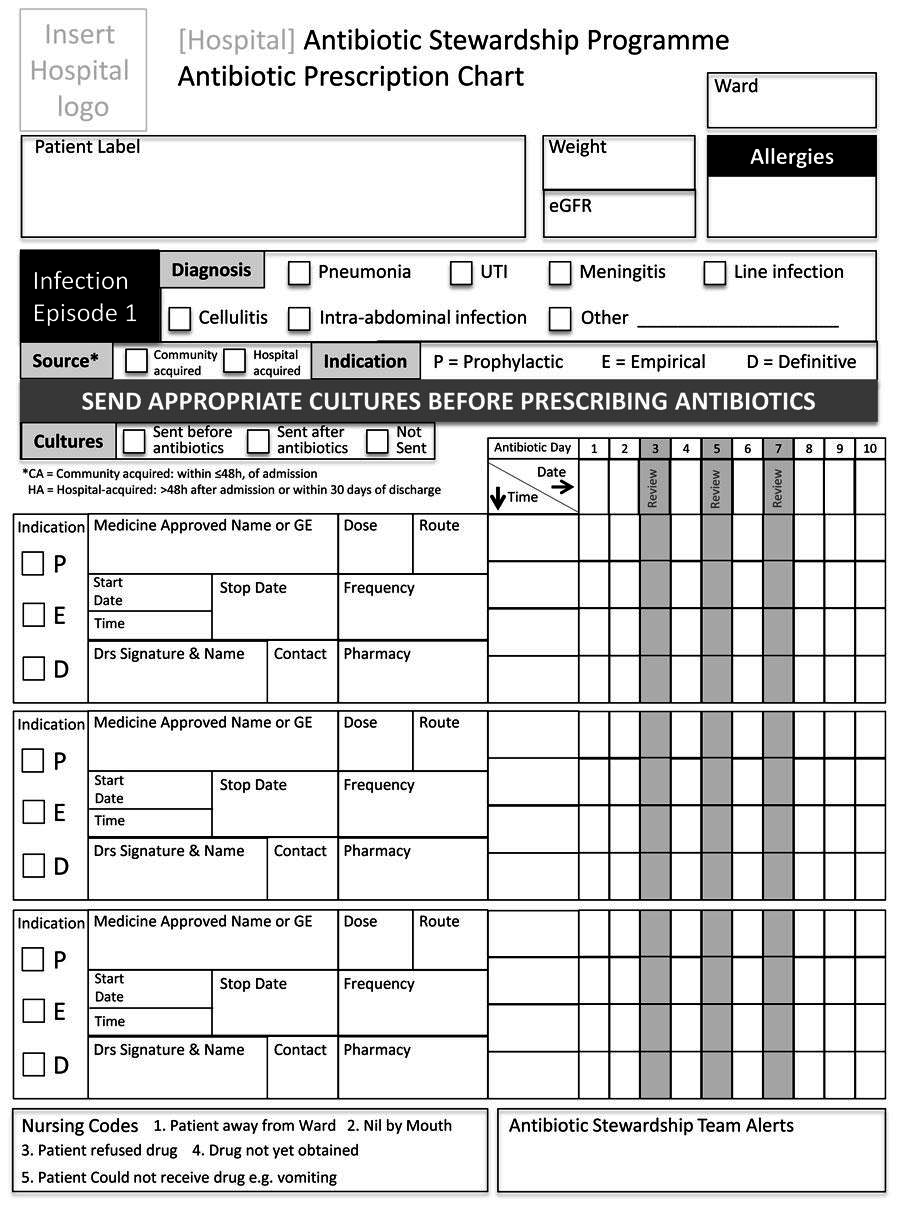 Insert
Hospital
logo
[Hospital] Antibiotic Stewardship Programme
Antibiotic Prescription Chart
Ward
Patient Label
Weight
eGFR
Allergies
Infection
Episode 1
Diagnosis Pneumonia UTI Meningitis Line infection
Cellulitis Intra-abdominal infection Other ____________________
Source* Community acquired Hospital acquired Indication P = Prophylactic E = Empirical D = Definitive
SEND APPROPRIATE CULTURES BEFORE PRESCRIBING ANTIBIOTICS
Cultures Sent before antibiotics Sent after antibiotics Not Sent
*CA = Community acquired: within ≤48h, of admission
HA = Hospital-acquired: >48h after admission or within 30 days of discharge
Antibiotic Day 1 2 3 4 5 6 7 8 9 10
Date
Time
Review Review Review
Indication Medicine Approved Name or GE Dose Route
P
Start
Date
Stop Date Frequency
E
Time
Drs Signature & Name Contact Pharmacy
D
Indication Medicine Approved Name or GE Dose Route
P
Start
Date
Stop Date Frequency
E
Time
Drs Signature & Name Contact Pharmacy
D
Indication Medicine Approved Name or GE Dose Route
P
Start
Date
Stop Date Frequency
E
Time
Drs Signature & Name Contact Pharmacy
D
Nursing Codes 1. Patient away from Ward 2. Nil by Mouth
3. Patient refused drug 4. Drug not yet obtained
5. Patient Could not receive drug e.g. vomiting
Antibiotic Stewardship Team Alerts